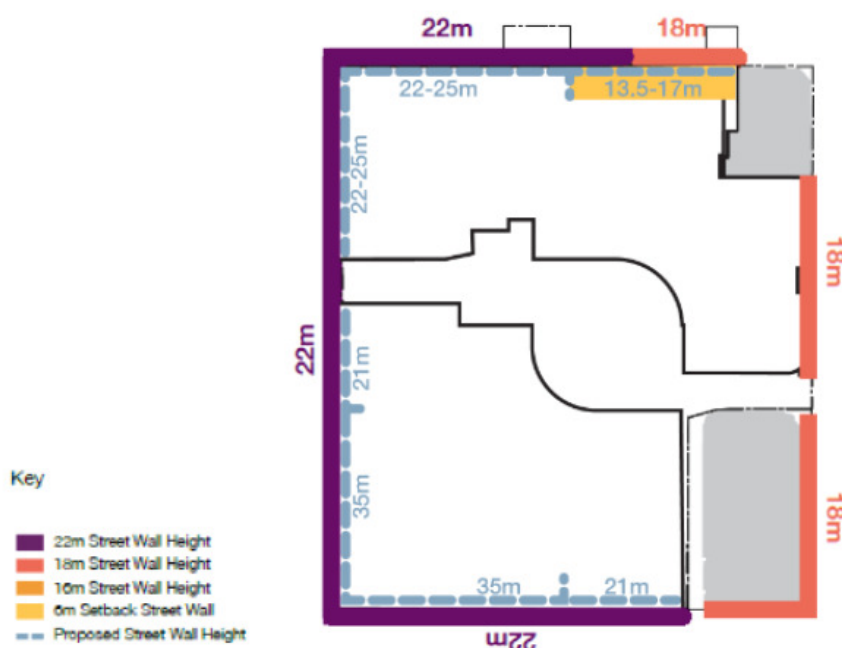 22m
18m
22-25m
13.5-17m
22-25m
18m
22m
21m
35m
18m
35m
21m
22m
Key
22m Street Wall Height
18m Street Wall Height
16m Street Wall Height
6m Setback Street Wall
Proposed Street Wall Height